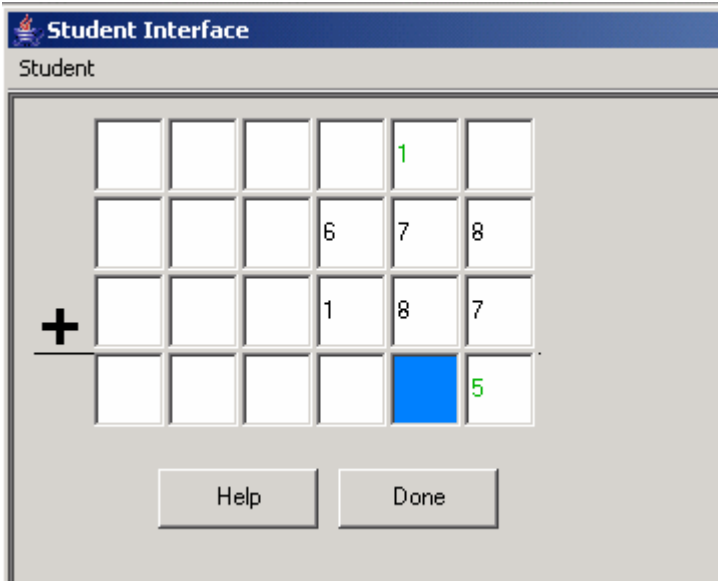 Student Interface
Student
1
6 7 8
+ 1 8 7
5
Help Done